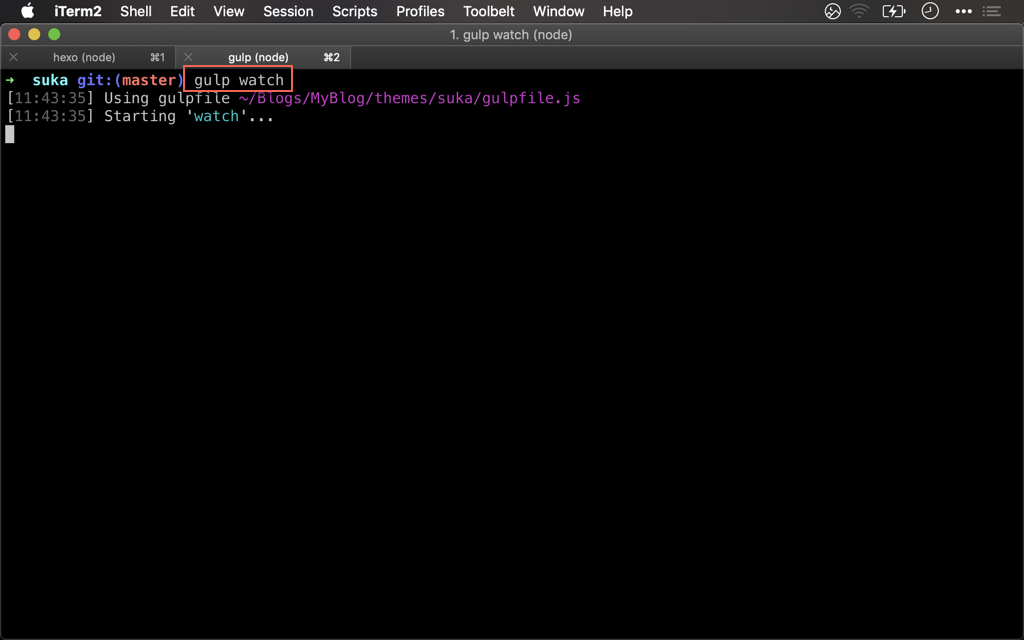 iTerm2 Shell Edit View Session Scripts Profiles Toolbelt Window Help
1. gulp watch (node)
hexo (node) ⌘1 gulp (node) ⌘2
➜ suka git:(master) gulp watch
[11:43:35] Using gulpfile ~/Blogs/MyBlog/themes/suka/gulpfile.js
[11:43:35] Starting 'watch'...